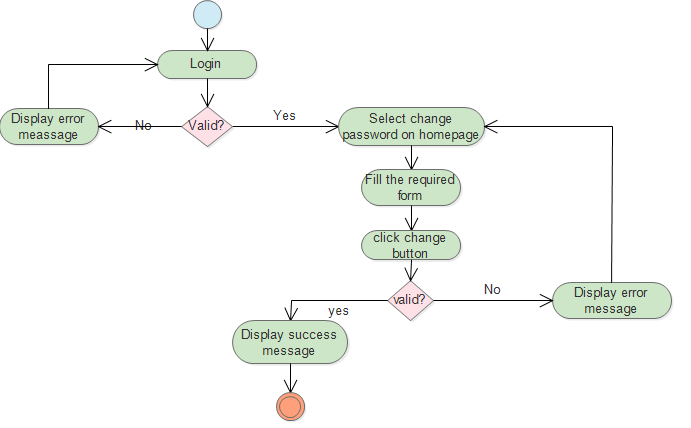 Login
Display error
meassage
No
Valid?
Yes
Select change
password on homepage
Fill the required
form
click change
button
valid?
No
Display error
message
yes
Display success
message